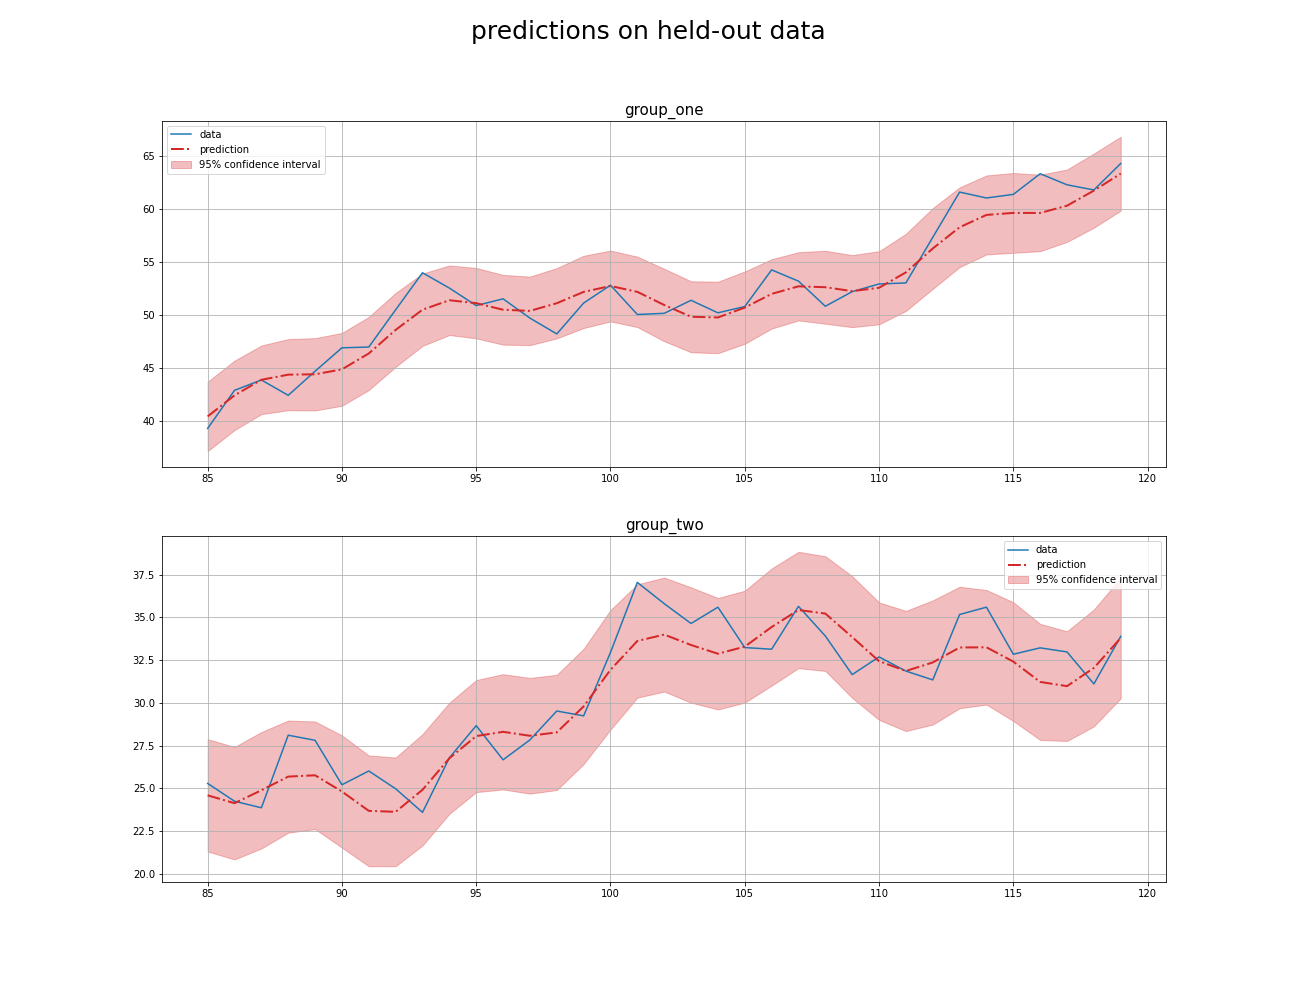 predictions on held-out data
group_one
data
prediction
95% confidence interval
65
60
55
50
45
40
85 90 95 100 105 110 115 120
group_two
data
prediction
95% confidence interval
37.5
35.0
32.5
30.0
27.5
25.0
22.5
20.0
85 90 95 100 105 110 115 120